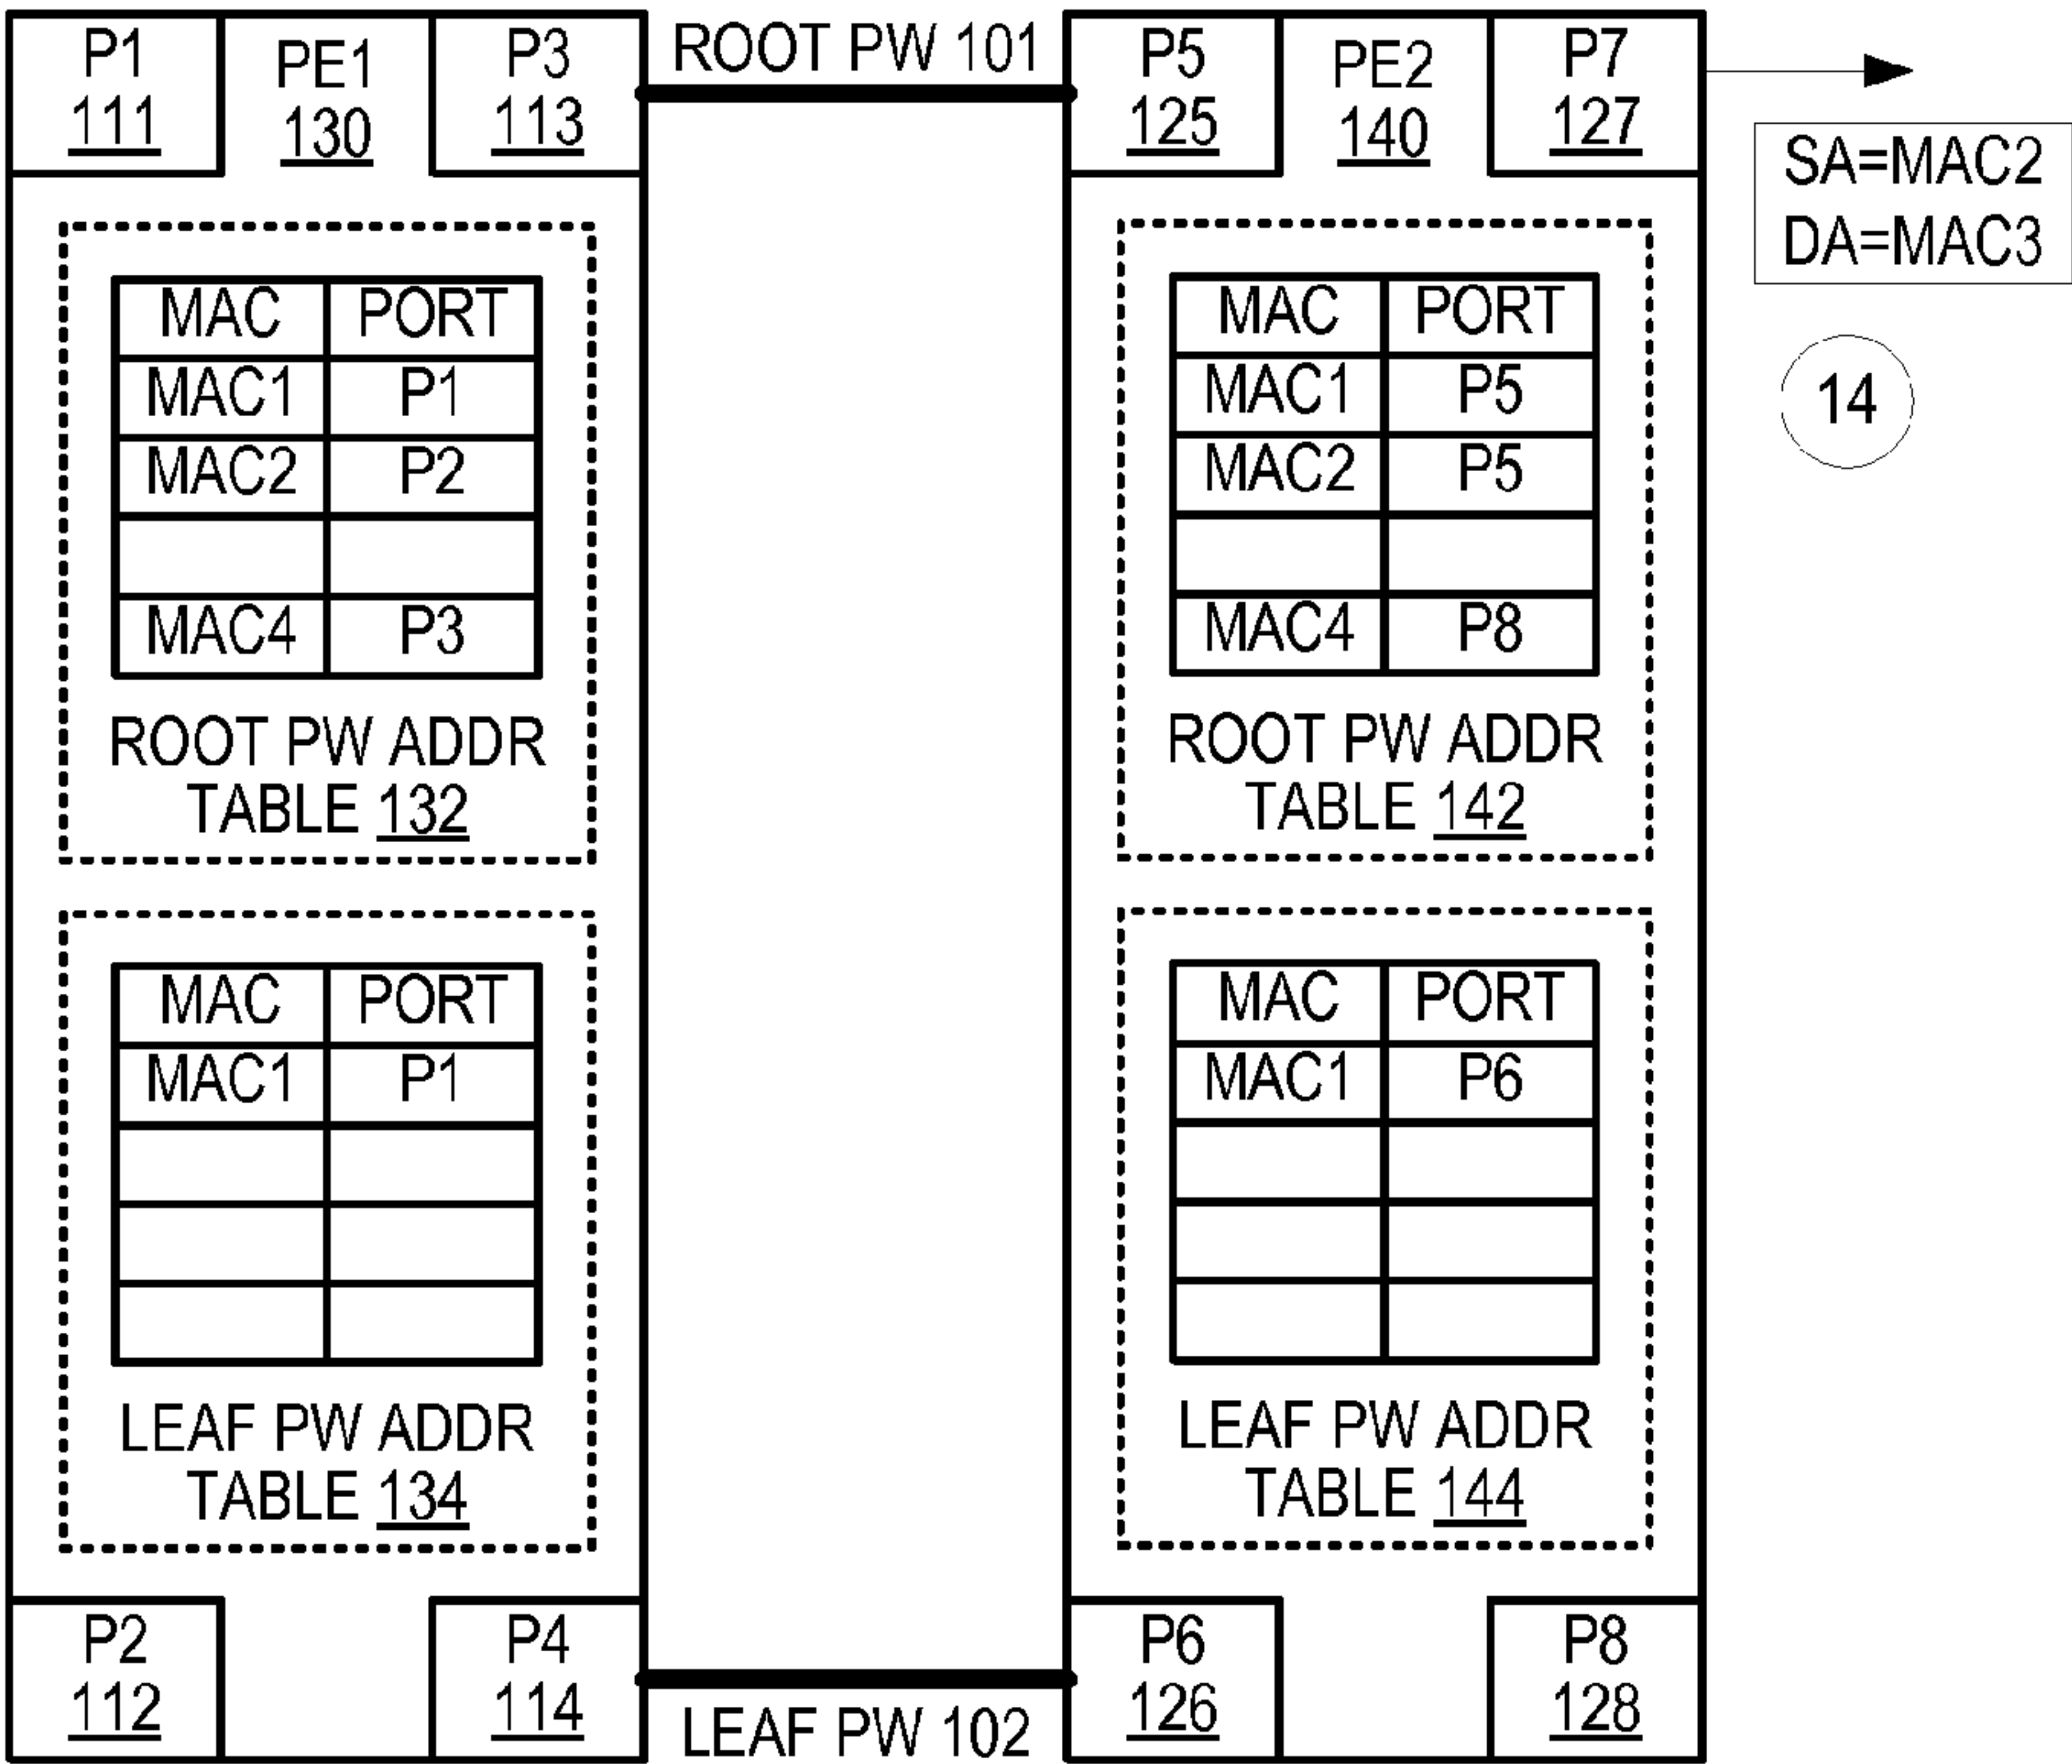 P1
111
PE1
130
P3
113
ROOT PW 101
P5
125
PE2
140
P7
127
SA=MAC2
DA=MAC3
14
MAC PORT
MAC1 P1
MAC2 P2
MAC4 P3
ROOT PW ADDR
TABLE 132
MAC PORT
MAC1 P5
MAC2 P5
MAC4 P8
ROOT PW ADDR
TABLE 142
MAC PORT
MAC1 P1
LEAF PW ADDR
TABLE 134
MAC PORT
MAC1 P6
LEAF PW ADDR
TABLE 144
P2
112
P4
114
LEAF PW 102
P6
126
P8
128